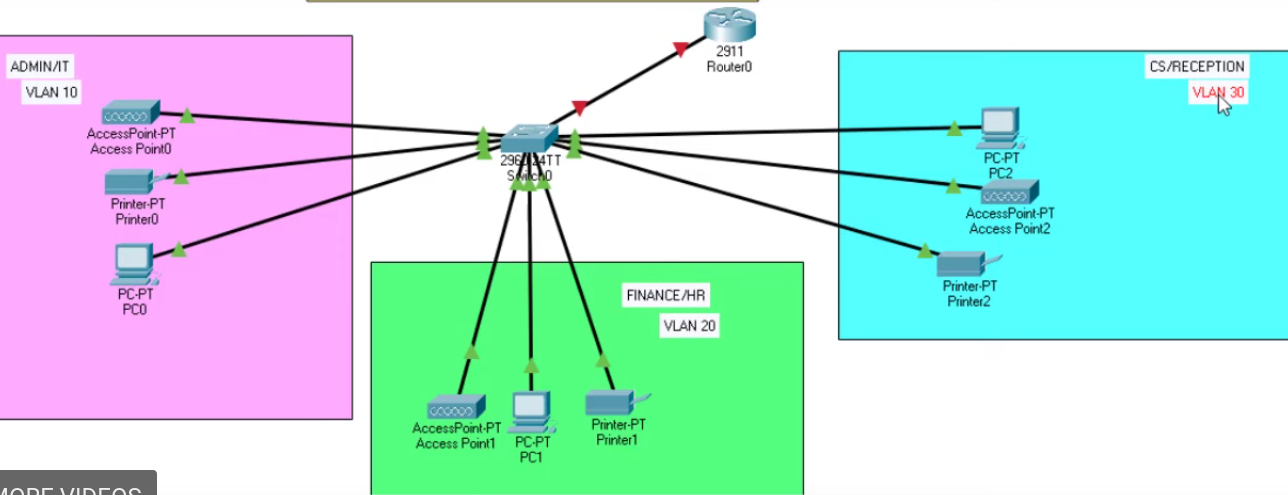 2911
Router0
ADMIN/IT
VLAN 10
AccessPoint-PT
Access Point0
Printer-PT
Printer0
PC-PT
PC0
2960-24TT
Switch0
CS/RECEPTION
VLAN 30
PC-PT
PC2
AccessPoint-PT
Access Point2
Printer-PT
Printer2
FINANCE/HR
VLAN 20
AccessPoint-PT
Access Point1
PC-PT
PC1
Printer-PT
Printer1
MORE VIDEOS